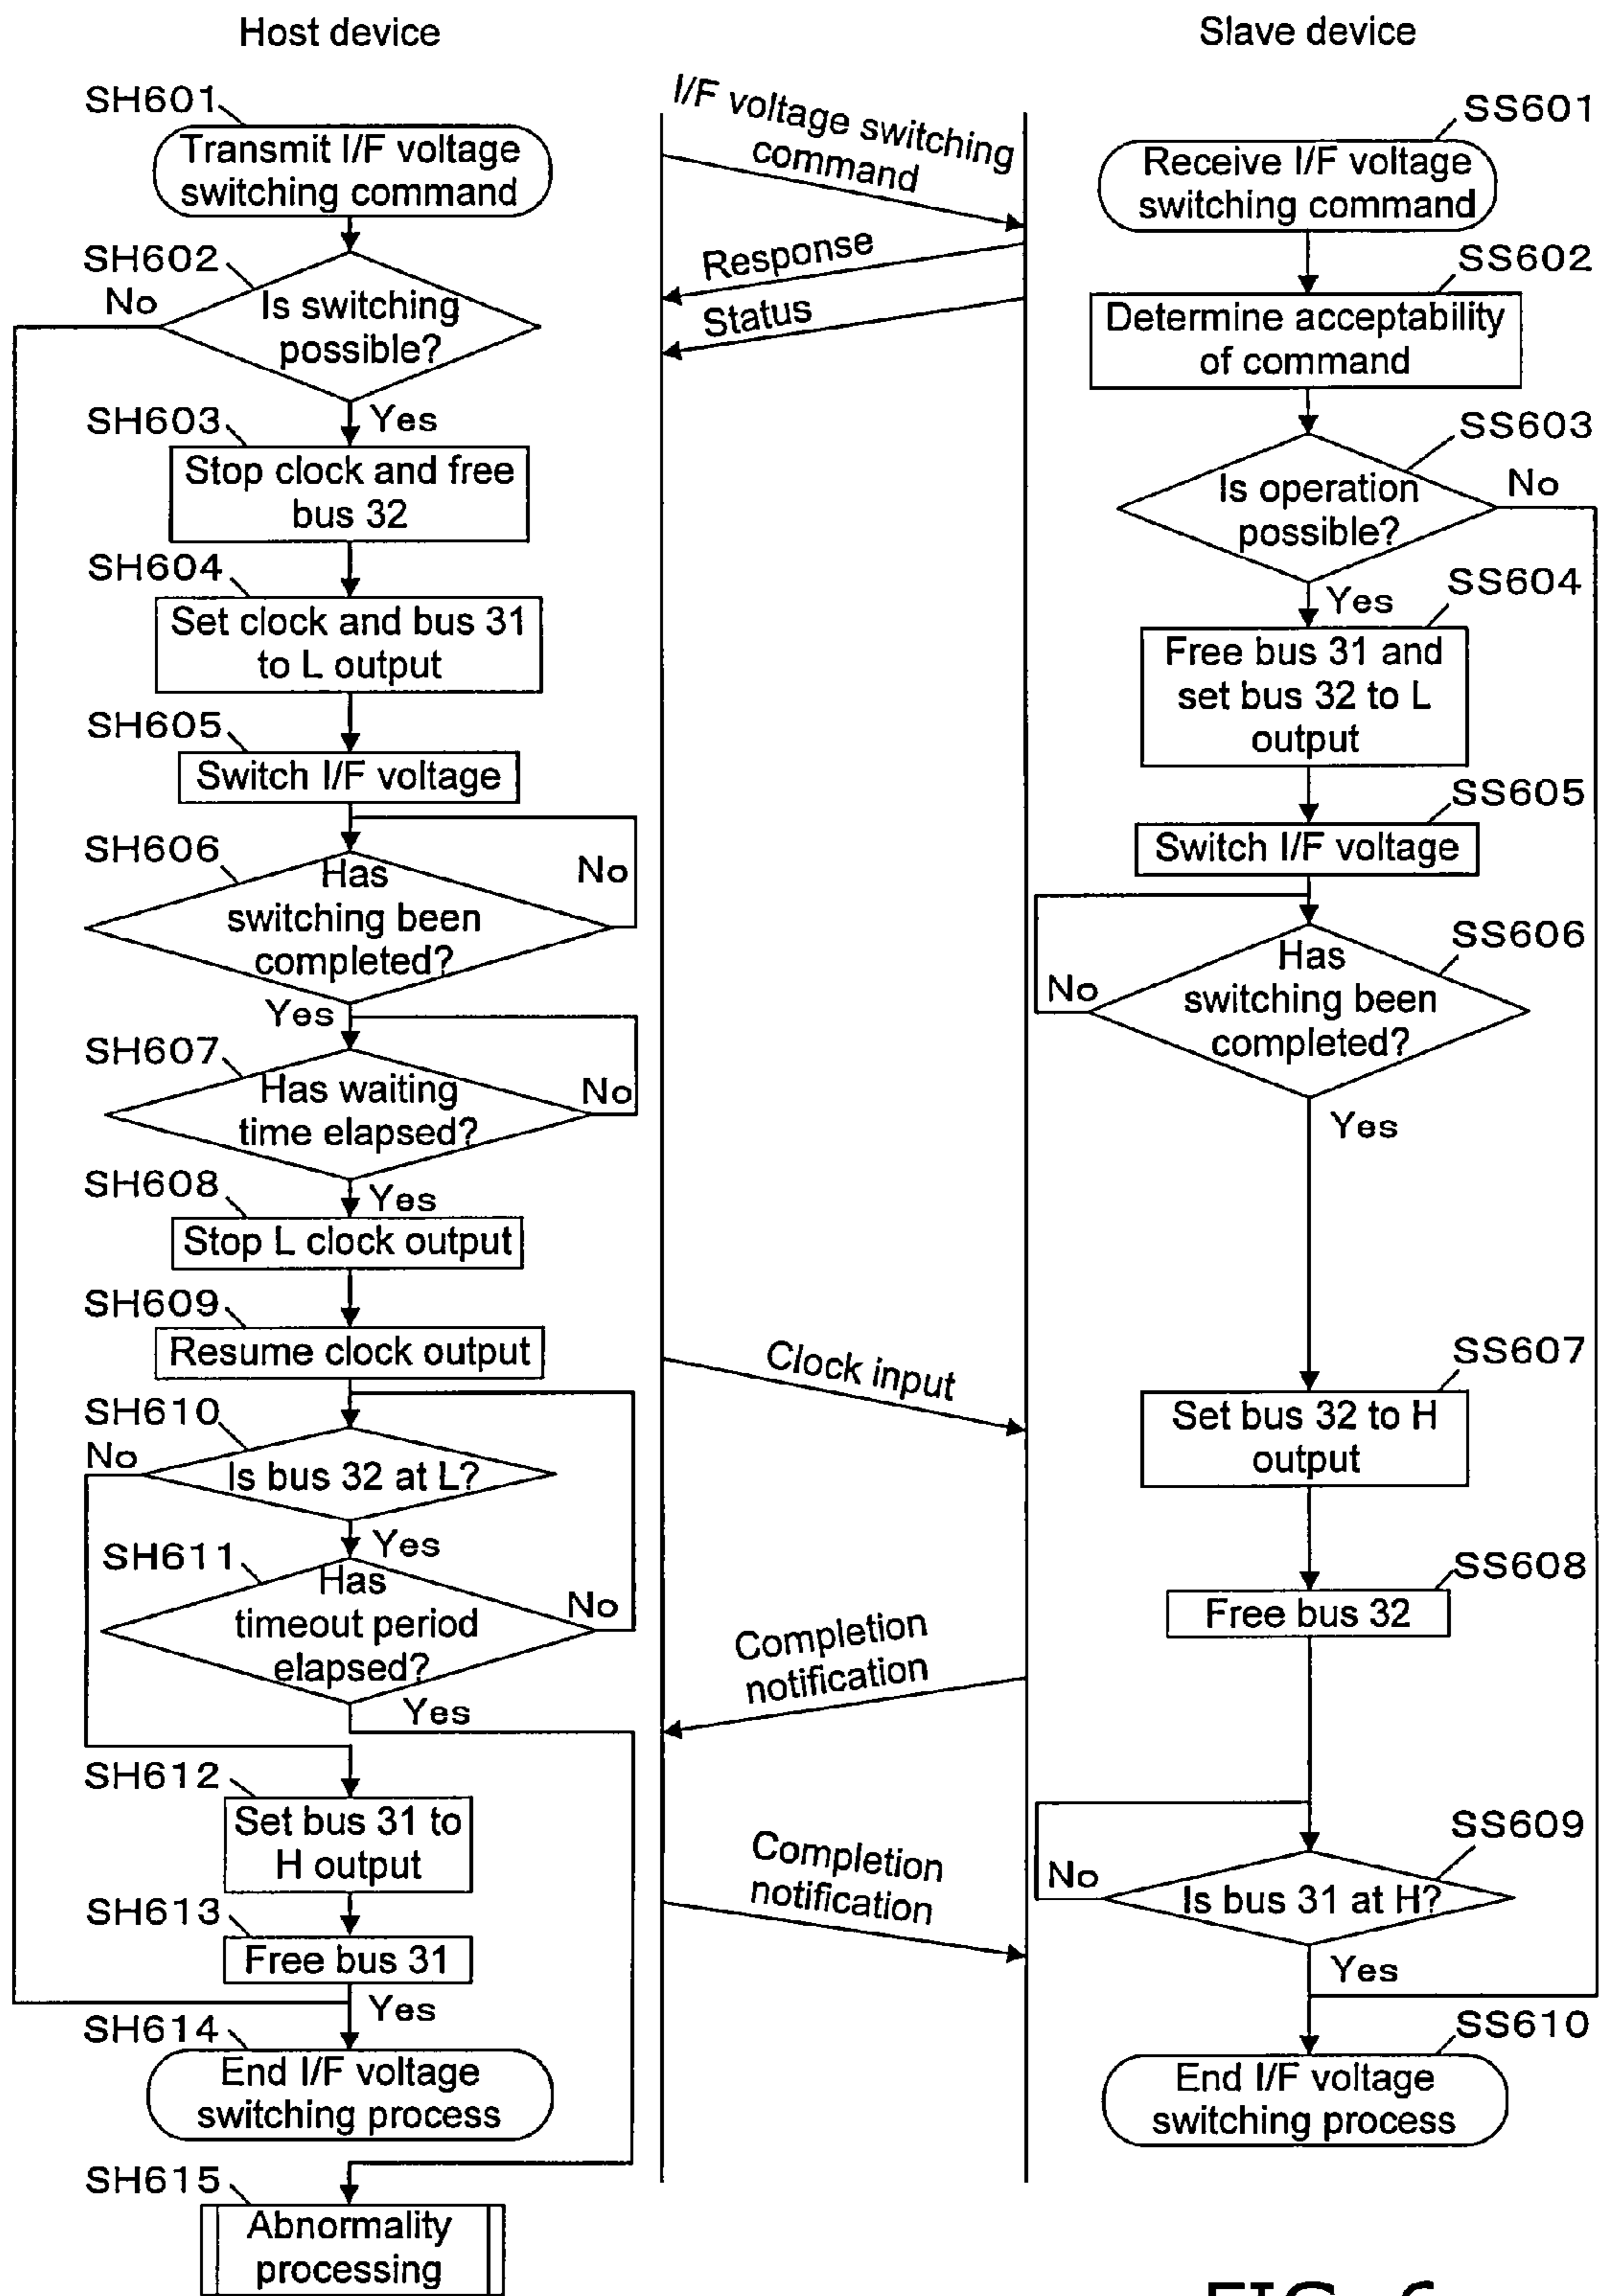 Host device
SH601
Transmit I/F voltage
switching command
SH602
No
Is switching
possible?
Yes
SH603
Stop clock and free
bus 32
SH604
Set clock and bus 31
to L output
SH605
Switch I/F voltage
SH606
Has
switching been
completed?
No
Yes
SH607
Has waiting
time elapsed?
No
SH608
Yes
Stop L clock output
SH609
Resume clock output
SH610
No
Is bus 32 at L?
Yes
SH611
Has
timeout period
elapsed?
No
Yes
SH612
Set bus 31 to
H output
SH613
Free bus 31
Yes
SH614
End I/F voltage
switching process
SH615
Abnormality
processing
I/F voltage switching
command
Response
Status
Clock input
Completion
notification
Completion
notification
Slave device
SS601
Receive I/F voltage
switching command
SS602
Determine acceptability
of command
SS603
Is operation
possible?
No
Yes
SS604
Free bus 31 and
set bus 32 to L
output
SS605
Switch I/F voltage
SS606
Has
switching been
completed?
No
Yes
SS607
Set bus 32 to H
output
SS608
Free bus 32
SS609
No
Is bus 31 at H?
Yes
SS610
End I/F voltage
switching process